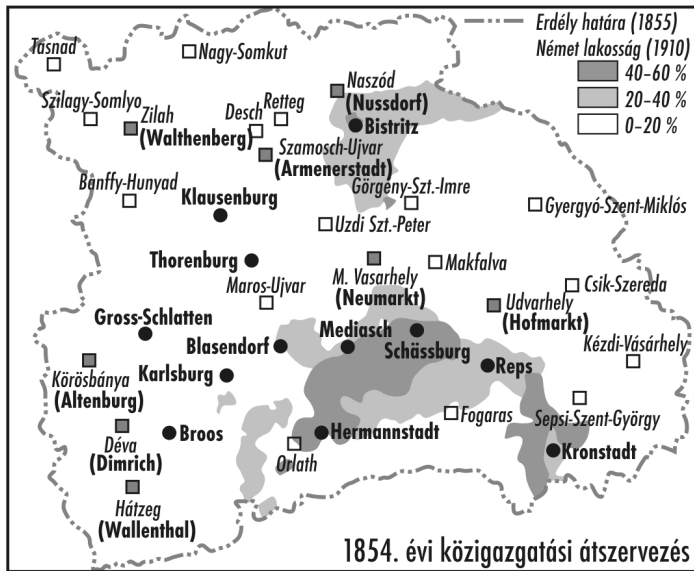 Erdély határa (1855)
Német lakosság (1910)
40–60 %
20–40 %
0–20 %
Tasnad
Nagy-Somkut
Szilagy-Somlyo
Zilah
(Walthenberg)
Desch
Retteg
Naszód
(Nussdorf)
Bistritz
Szamosch-Ujvar
(Armenerstadt)
Banffy-Hunyad
Klausenburg
Görgény-Szt.-Imre
Gyergyó-Szent-Miklós
Uzdi Szt.-Peter
Thorenburg
Maros-Ujvar
M. Vasarhely
(Neumarkt)
Makfalva
Csik-Szereda
Udvarhely
(Hofmarkt)
Gross-Schlatten
Blasendorf
Mediasch
Schässburg
Kézdi-Vásárhely
Körösbánya
(Altenburg)
Karlsburg
Reps
Déva
(Dimrich)
Broos
Orlath
Hermannstadt
Fogaras
Sepsi-Szent-György
Kronstadt
Hátzeg
(Wallenthal)
1854. évi közigazgatási átszervezés